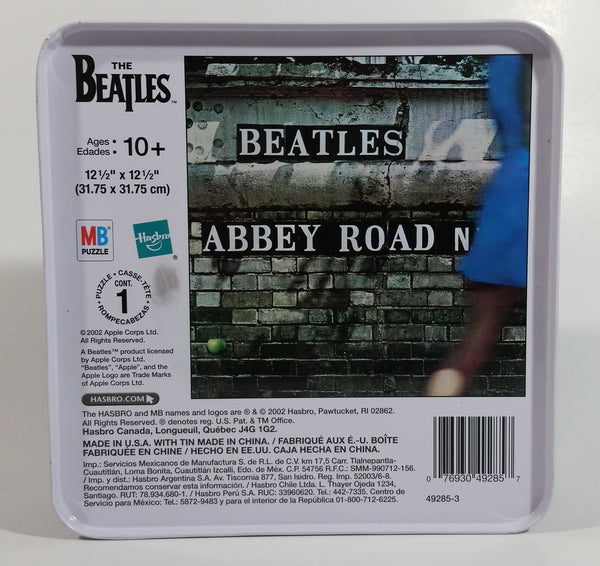 THE
BEATLES™
Ages:
Edades: 10+
12 ½" x 12 ½"
(31.75 x 31.75 cm)
MB
PUZZLE
Hasbro
®
PUZZLE • CASSE-TÊTE • ROMPECABEZAS •
CONT.
1
©2002 Apple Corps Ltd.
All Rights Reserved.
A Beatles™ product licensed
by Apple Corps Ltd.
"Beatles", "Apple", and the
Apple Logo are Trade Marks
of Apple Corps Ltd.
HASBRO.COM
BEATLES
ABBEY ROAD N
The HASBRO and MB names and logos are ® & © 2002 Hasbro, Pawtucket, RI 02862.
All Rights Reserved. ® denotes reg. U.S. Pat. & TM Office.
Hasbro Canada, Longueuil, Québec J4G 1G2.
MADE IN U.S.A. WITH TIN MADE IN CHINA. / FABRIQUÉ AUX É.-U. BOÎTE
FABRIQUÉE EN CHINE / HECHO EN EE.UU. CAJA HECHA EN CHINA.
Imp.: Servicios Mexicanos de Manufactura S. de R.L. de C.V. km 17,5 Carr. Tlalnepantla-
Cuautitlán, Loma Bonita, Cuautitlán Izcalli, Edo. de Méx. C.P. 54756 R.F.C.: SMM-990712-156.
/ Imp. y dist.: Hasbro Argentina S.A. Av. Tiscornia 877, San Isidro. Reg. Imp. 52003/6-8.
Recomendamos conservar esta información. / Hasbro Chile Ltda. L. Thayer Ojeda 1234,
Santiago. RUT: 78.934.680-1 / Hasbro Perú S.A. RUC: 33960620. Tel.: 442-7335. Centro de
Servicio en México: Tel.: 5872-9483 y para el interior de la República 01-800-712-6225.
0 76930 49285 7
49285-3